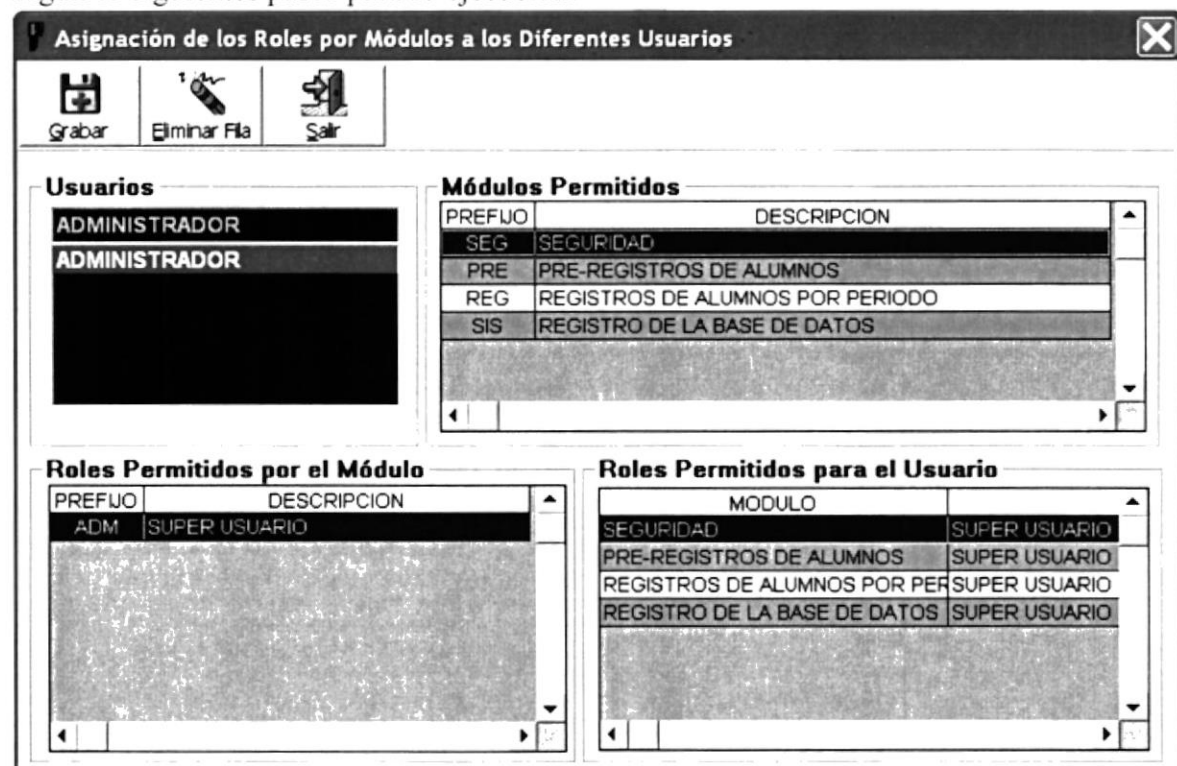 Asignación de los Roles por Módulos a los Diferentes Usuarios
Grabar
Eliminar Fila
Salir
Usuarios
ADMINISTRADOR
ADMINISTRADOR
Módulos Permitidos
PREFIJO DESCRIPCION
SEG SEGURIDAD
PRE PRE-REGISTROS DE ALUMNOS
REG REGISTROS DE ALUMNOS POR PERIODO
SIS REGISTRO DE LA BASE DE DATOS
Roles Permitidos por el Módulo
PREFIJO DESCRIPCION
ADM SUPER USUARIO
Roles Permitidos para el Usuario
MODULO
SEGURIDAD SUPER USUARIO
PRE-REGISTROS DE ALUMNOS SUPER USUARIO
REGISTROS DE ALUMNOS POR PER SUPER USUARIO
REGISTRO DE LA BASE DE DATOS SUPER USUARIO